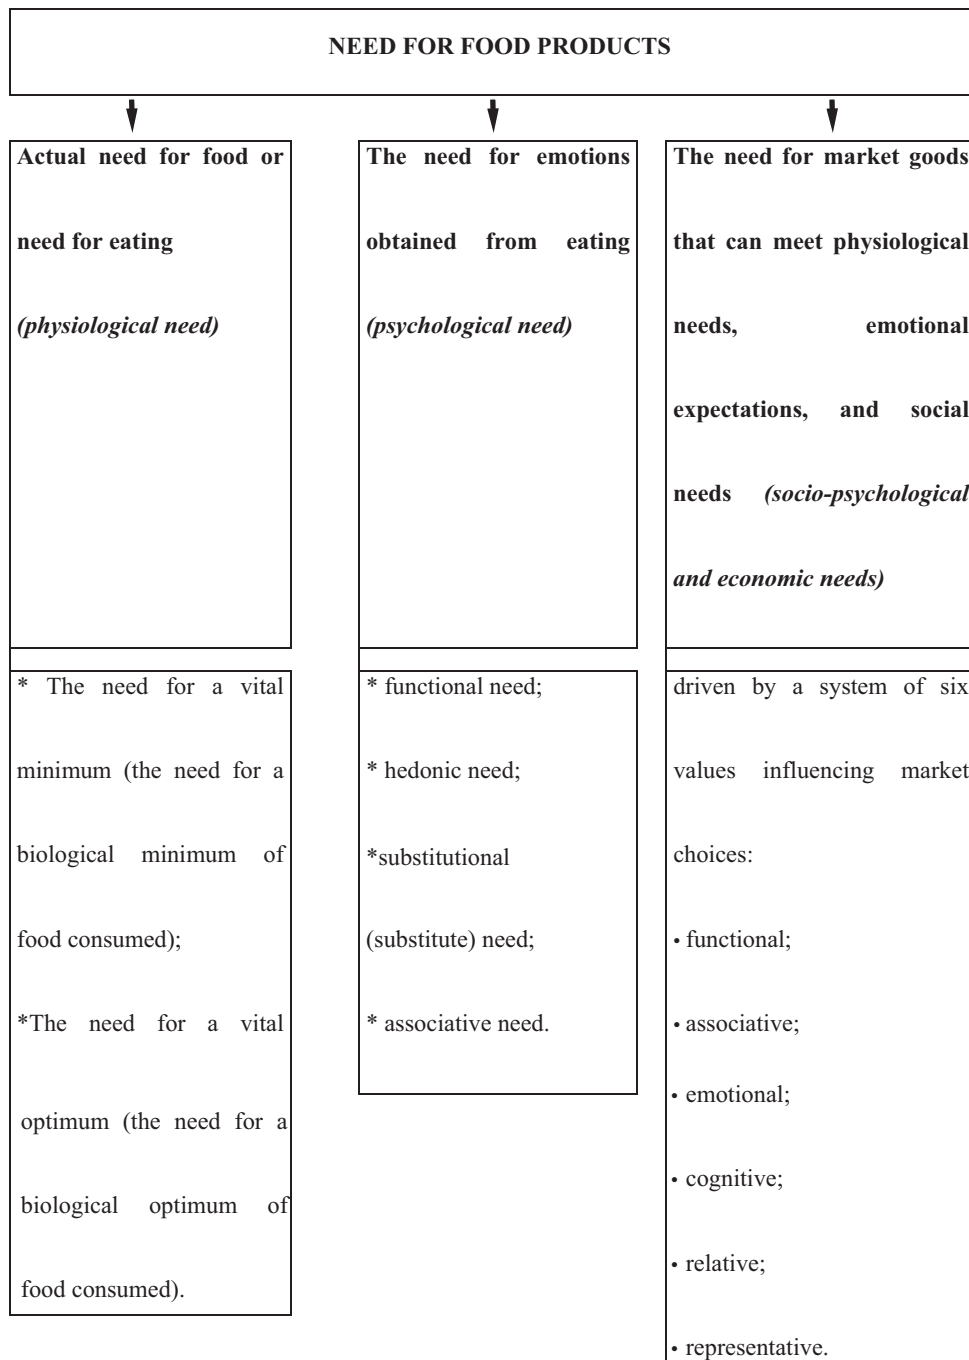 NEED FOR FOOD PRODUCTS
Actual need for food or
need for eating
(physiological need)
The need for emotions
obtained from eating
(psychological need)
The need for market goods
that can meet physiological
needs, emotional
expectations, and social
needs (socio-psychological
and economic needs)
* The need for a vital
minimum (the need for a
biological minimum of
food consumed);
*The need for a vital
optimum (the need for a
biological optimum of
food consumed).
* functional need;
* hedonic need;
*substitutional
(substitute) need;
* associative need.
driven by a system of six
values influencing market
choices:
• functional;
• associative;
• emotional;
• cognitive;
• relative;
• representative.